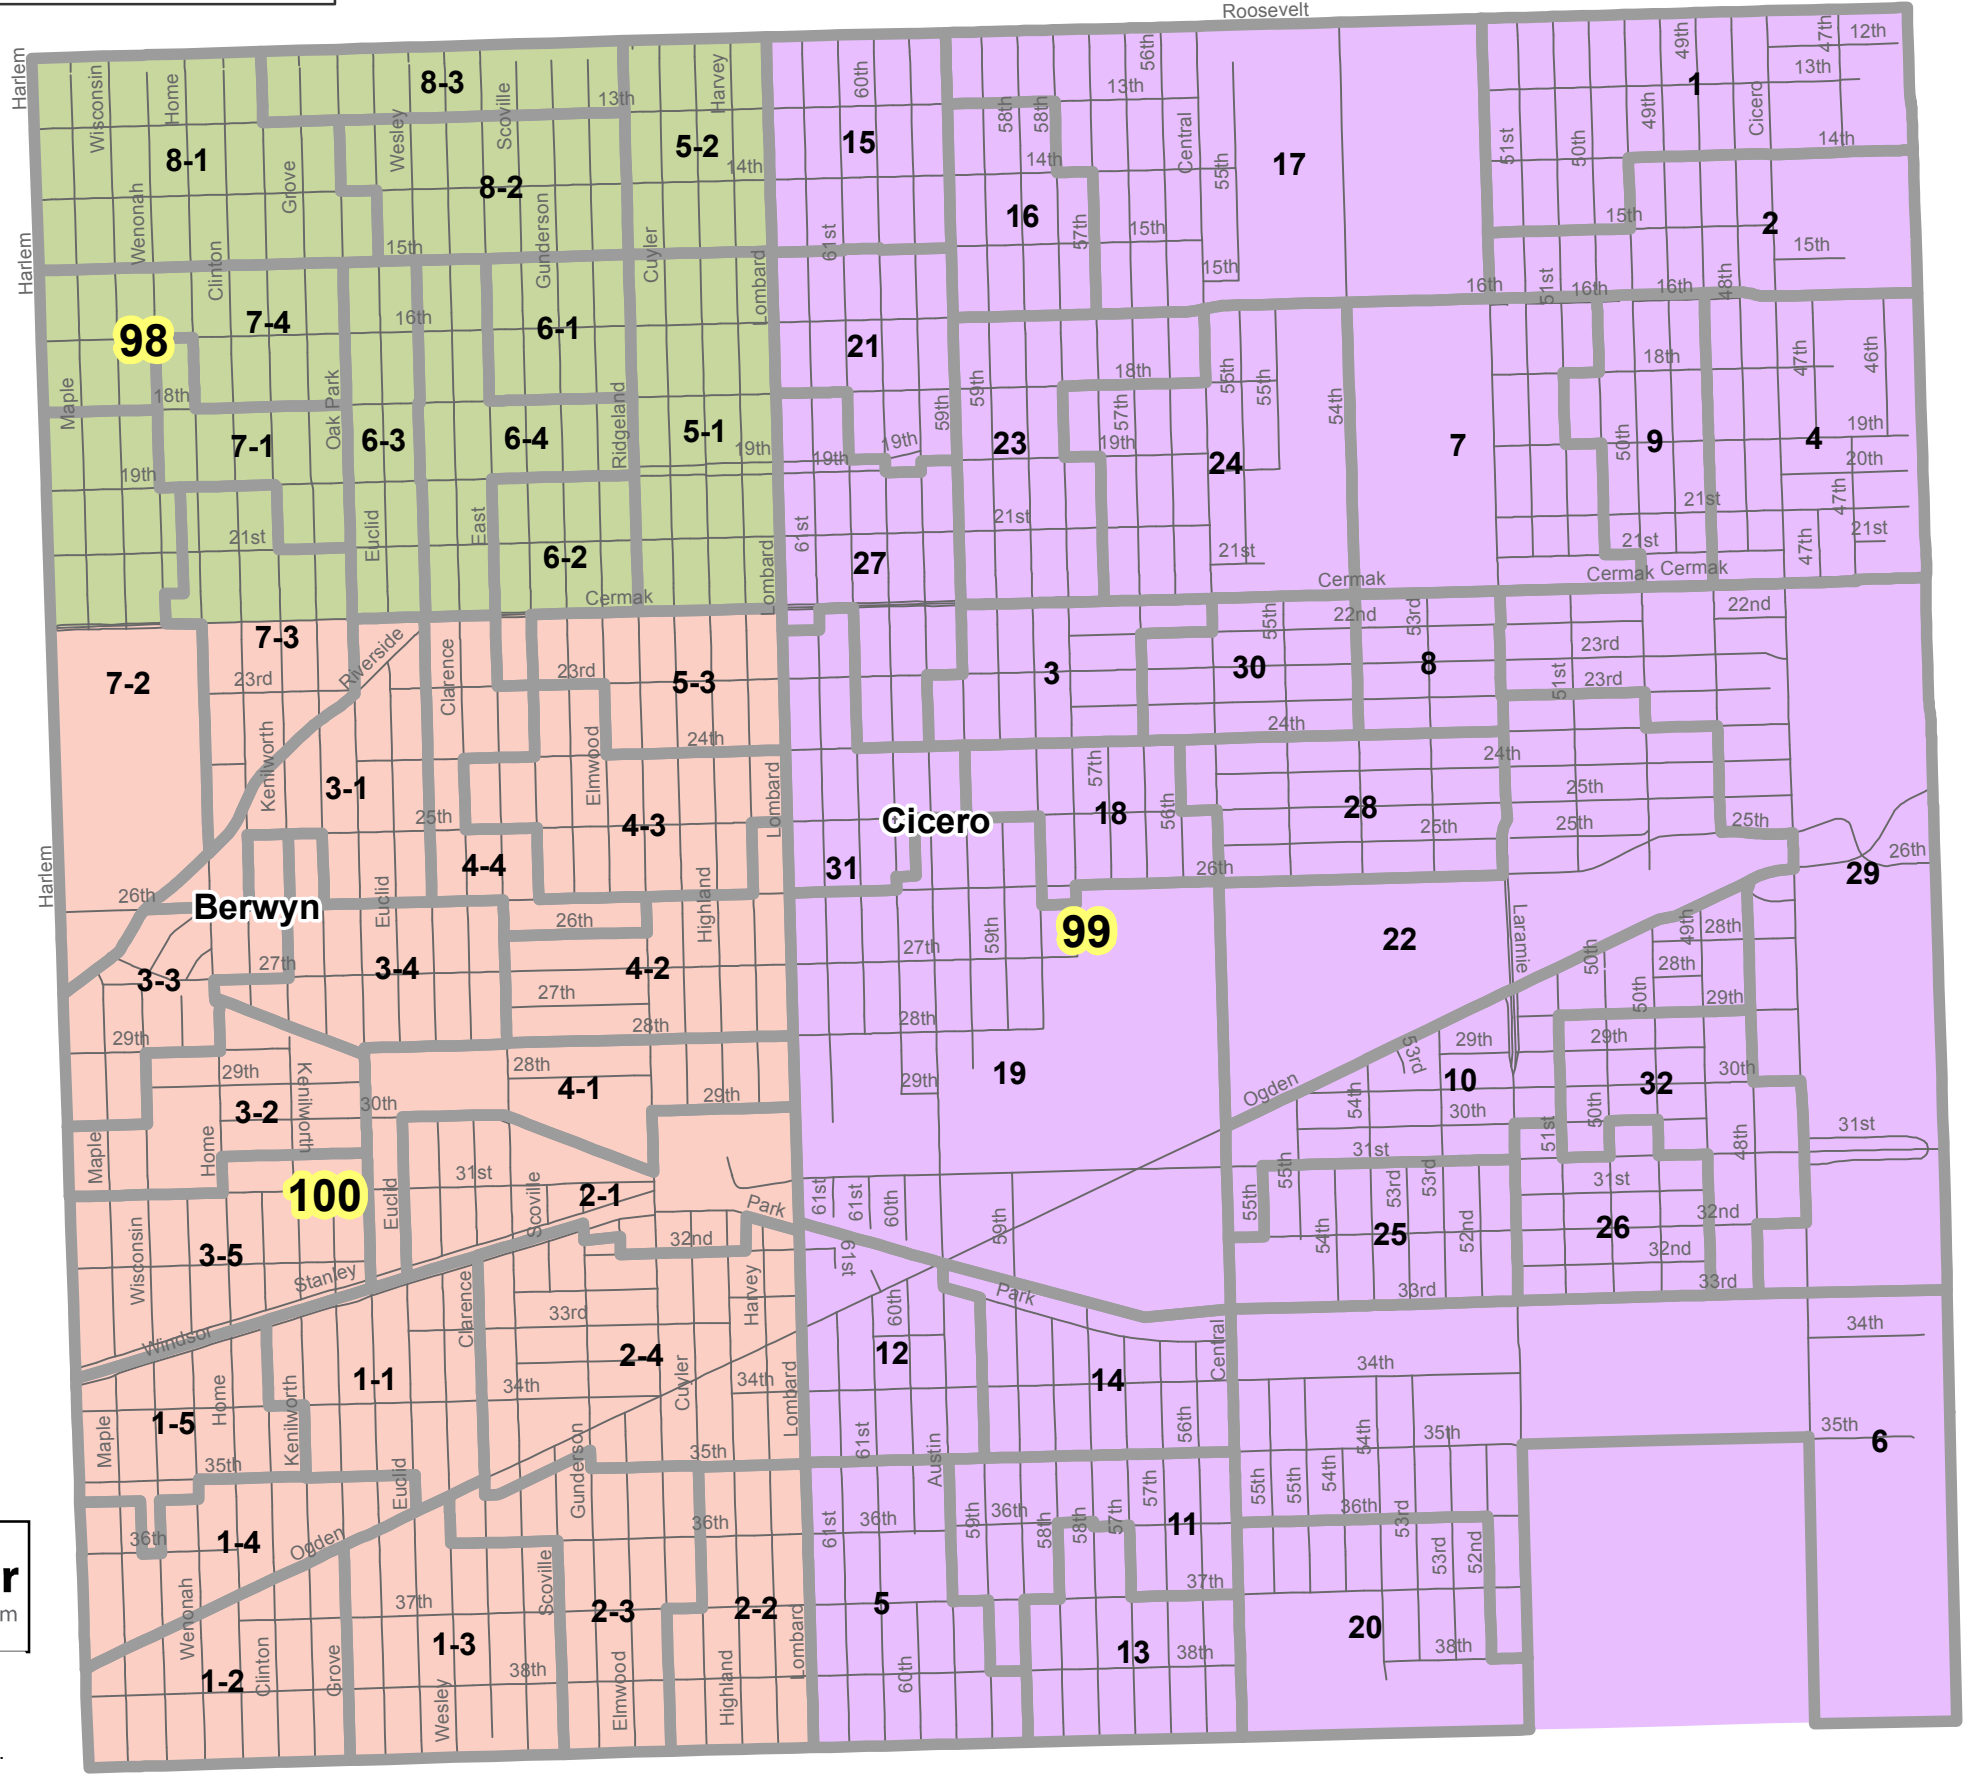 Roosevelt
Harlem
Wisconsin
Home
8-3
Wesley
Scoville
13th
Harvey
60th
56th
13th
49th
47th
12th
13th
1
8-1
Grove
8-2
5-2
14th
15
58th
58th
14th
Central
55th
17
51st
50th
49th
Cicero
14th
Wenonah
Clinton
15th
Gunderson
Cuyler
61st
16
57th
15th
15th
15th
2
15th
Harlem
7-4
16th
6-1
Lombard
16th
51st
16th
16th
48th
98
21
18th
18th
47th
46th
Maple
18th
7-1
Oak Park
6-3
6-4
Ridgeland
5-1
19th
59th
59th
19th
19th
23
57th
19th
55th
55th
24
54th
7
50th
9
4
19th
20th
19th
21st
Euclid
East
6-2
61st
27
21st
21st
21st
21st
47th
47th
21st
Cermak
Lombard
Cermak
Cermak
Cermak
7-3
Riverside
7-2
23rd
Clarence
23rd
5-3
3
55th
30
22nd
53rd
8
22nd
23rd
51st
23rd
Kenilworth
3-1
Elmwood
24th
24th
24th
57th
25th
25th
4-3
Lombard
Cicero
18
56th
28
25th
25th
25th
4-4
31
26th
26th
29
Harlem
26th
Berwyn
Euclid
26th
Highland
27th
59th
99
22
Laramie
50th
49th
28th
28th
3-3
27th
3-4
4-2
27th
28th
28th
50th
29th
29th
29th
Kenilworth
28th
4-1
29th
29th
19
Ogden
53rd
54th
29th
10
30th
29th
32
30th
3-2
30th
Home
Maple
31st
50th
51st
48th
31st
100
Euclid
31st
Scoville
2-1
Park
61st
61st
60th
59th
55th
55th
53rd
53rd
31st
Wisconsin
3-5
Stanley
32nd
61st
54th
25
52nd
26
32nd
32nd
Windsor
Clarence
33rd
Harvey
60th
Park
33rd
33rd
34th
1-5
Home
Kenilworth
1-1
34th
2-4
Cuyler
34th
Lombard
12
14
Central
34th
Maple
35th
Euclid
Gunderson
35th
61st
Austin
56th
54th
35th
35th
6
36th
1-4
Ogden
36th
61st
36th
59th
36th
58th
58th
57th
57th
11
55th
55th
54th
36th
53rd
53rd
52nd
r
m
Wenonah
37th
Scoville
2-3
2-2
5
37th
20
1-2
Clinton
Grove
1-3
Wesley
38th
Elmwood
Highland
Lombard
60th
13
38th
38th
.